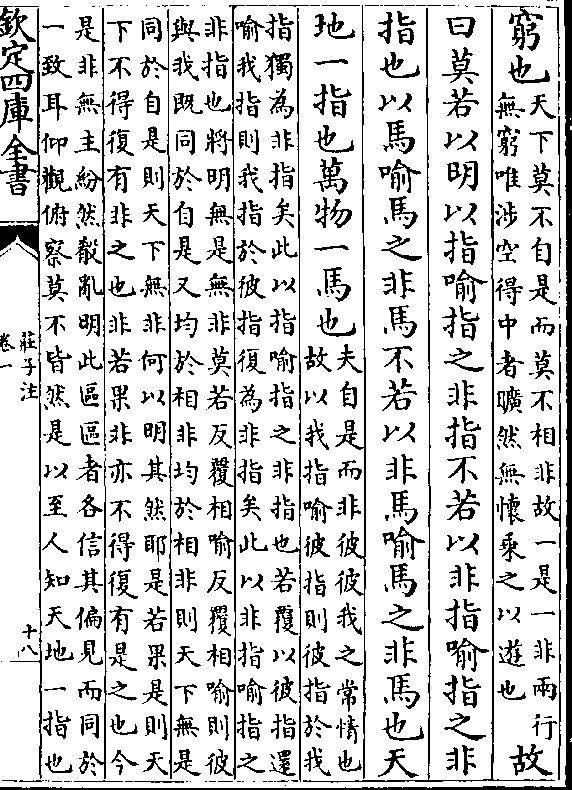 窮也
天下莫不自是而莫不相非故一是一非兩行
無窮唯涉空得中者曠然無懷乘之以遊也
故
曰莫若以明以指喻指之非指不若以非指喻指之非
指也以馬喻馬之非馬不若以非馬喻馬之非馬也天
地一指也萬物一馬也
夫自是而非彼彼我之常情也
故以我指喻彼指則彼指於我
指獨為非指矣此以指喻指之非指也若覆以彼指還
喻我指則我指於彼指復為非指矣此以非指喻指之
非指也將明無是無非莫若反覆相喻反覆相喻則彼
與我既同於自是又均於相非均於相非則天下無是
同於自是則天下無非何以明其然耶是若果是則天
下不得復有非之也非若果非亦不得復有是之也今
是非無主紛然殽亂明此區區者各信其偏見而同於
一致耳仰觀俯察莫不皆然是以至人知天地一指也
欽定四庫全書
莊子注
卷一
十八